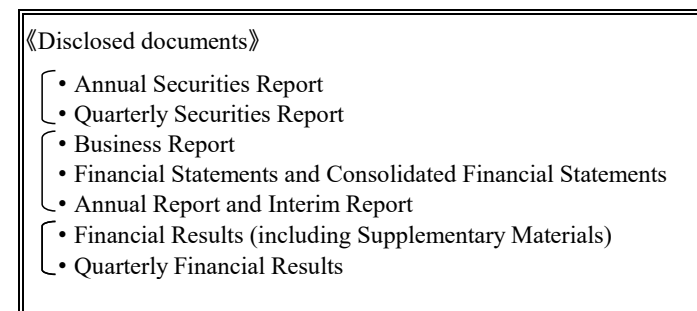 《Disclosed documents》
• Annual Securities Report
• Quarterly Securities Report
• Business Report
• Financial Statements and Consolidated Financial Statements
• Annual Report and Interim Report
• Financial Results (including Supplementary Materials)
• Quarterly Financial Results